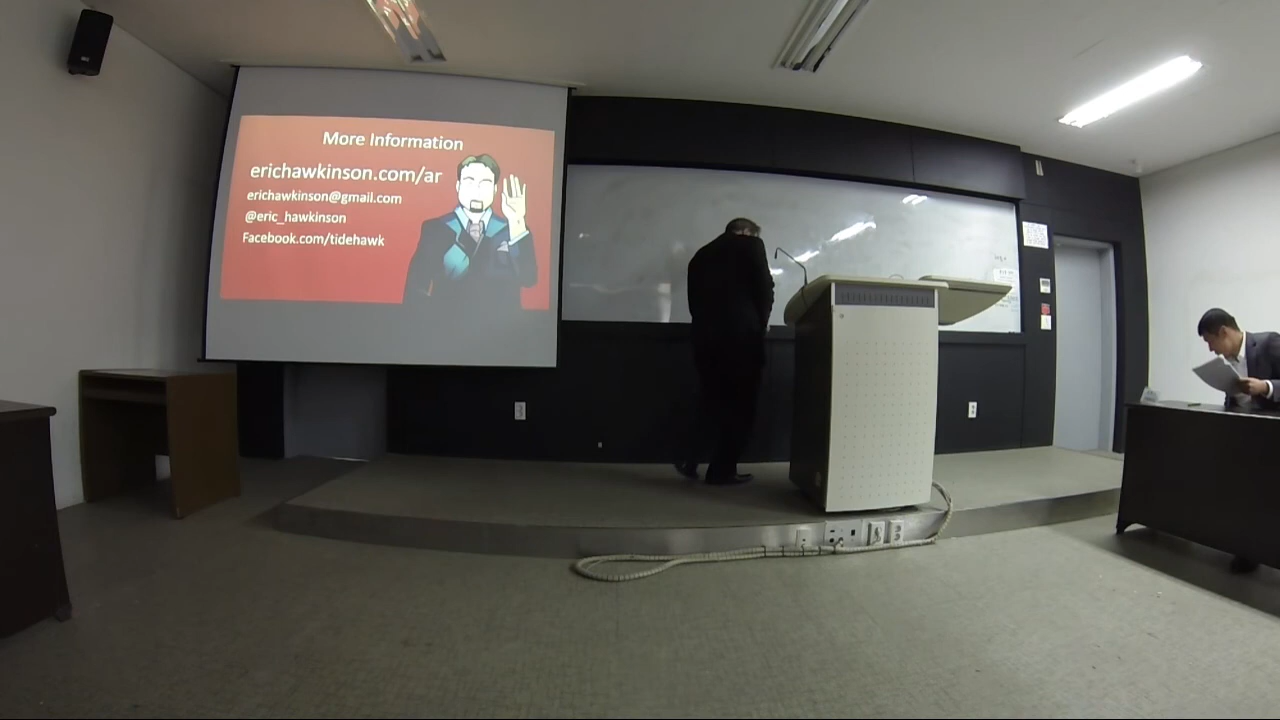 More Information
erichawkinson.com/ar
erichawkinson@gmail.com
@eric_hawkinson
Facebook.com/tidehawk